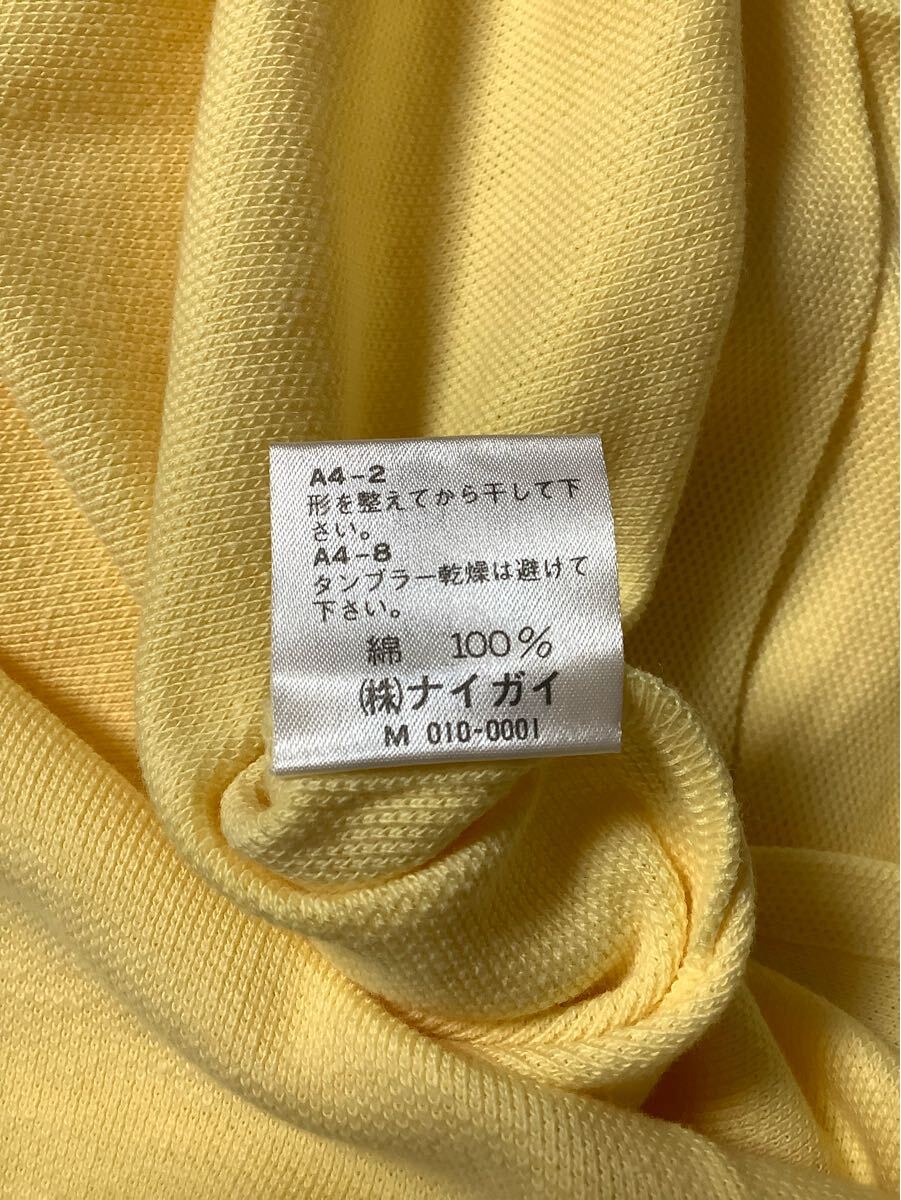 A4-2
形を整えてから干して下
さい。
A4-8
タンブラー乾燥は避けて
下さい。
綿 100%
(株)ナイガイ
M 010-0001